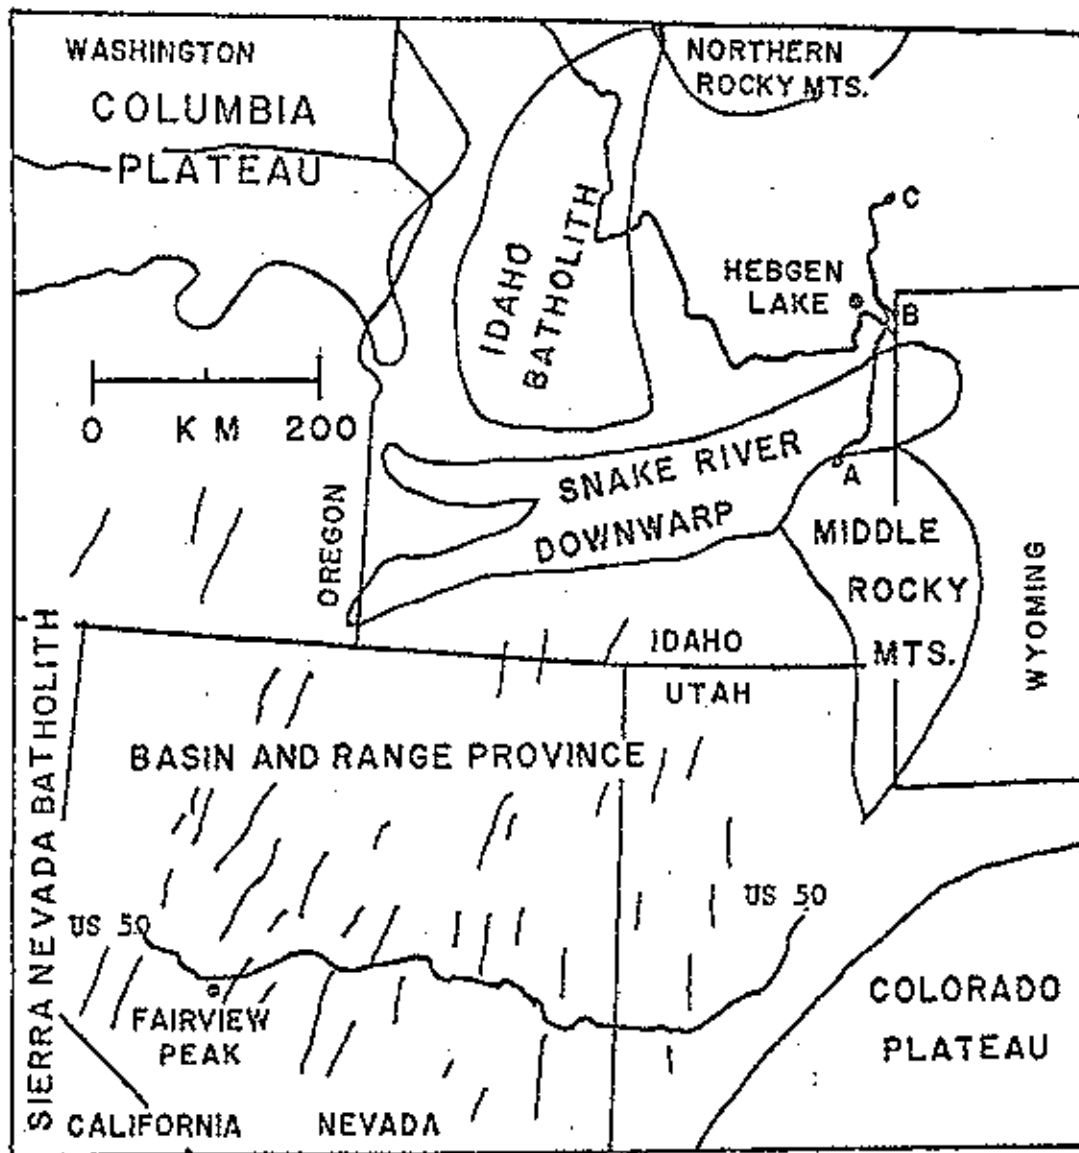 WASHINGTON
COLUMBIA
PLATEAU
NORTHERN
ROCKY MTS.
IDAHO
BATHOLITH
C
HEBGEN
LAKE
B
0 KM 200
SNAKE RIVER
DOWNWARP
A
OREGON
MIDDLE
ROCKY
MTS.
WYOMING
IDAHO
UTAH
SIERRA NEVADA BATHOLITH
BASIN AND RANGE PROVINCE
US 50
US 50
FAIRVIEW
PEAK
COLORADO
PLATEAU
CALIFORNIA
NEVADA